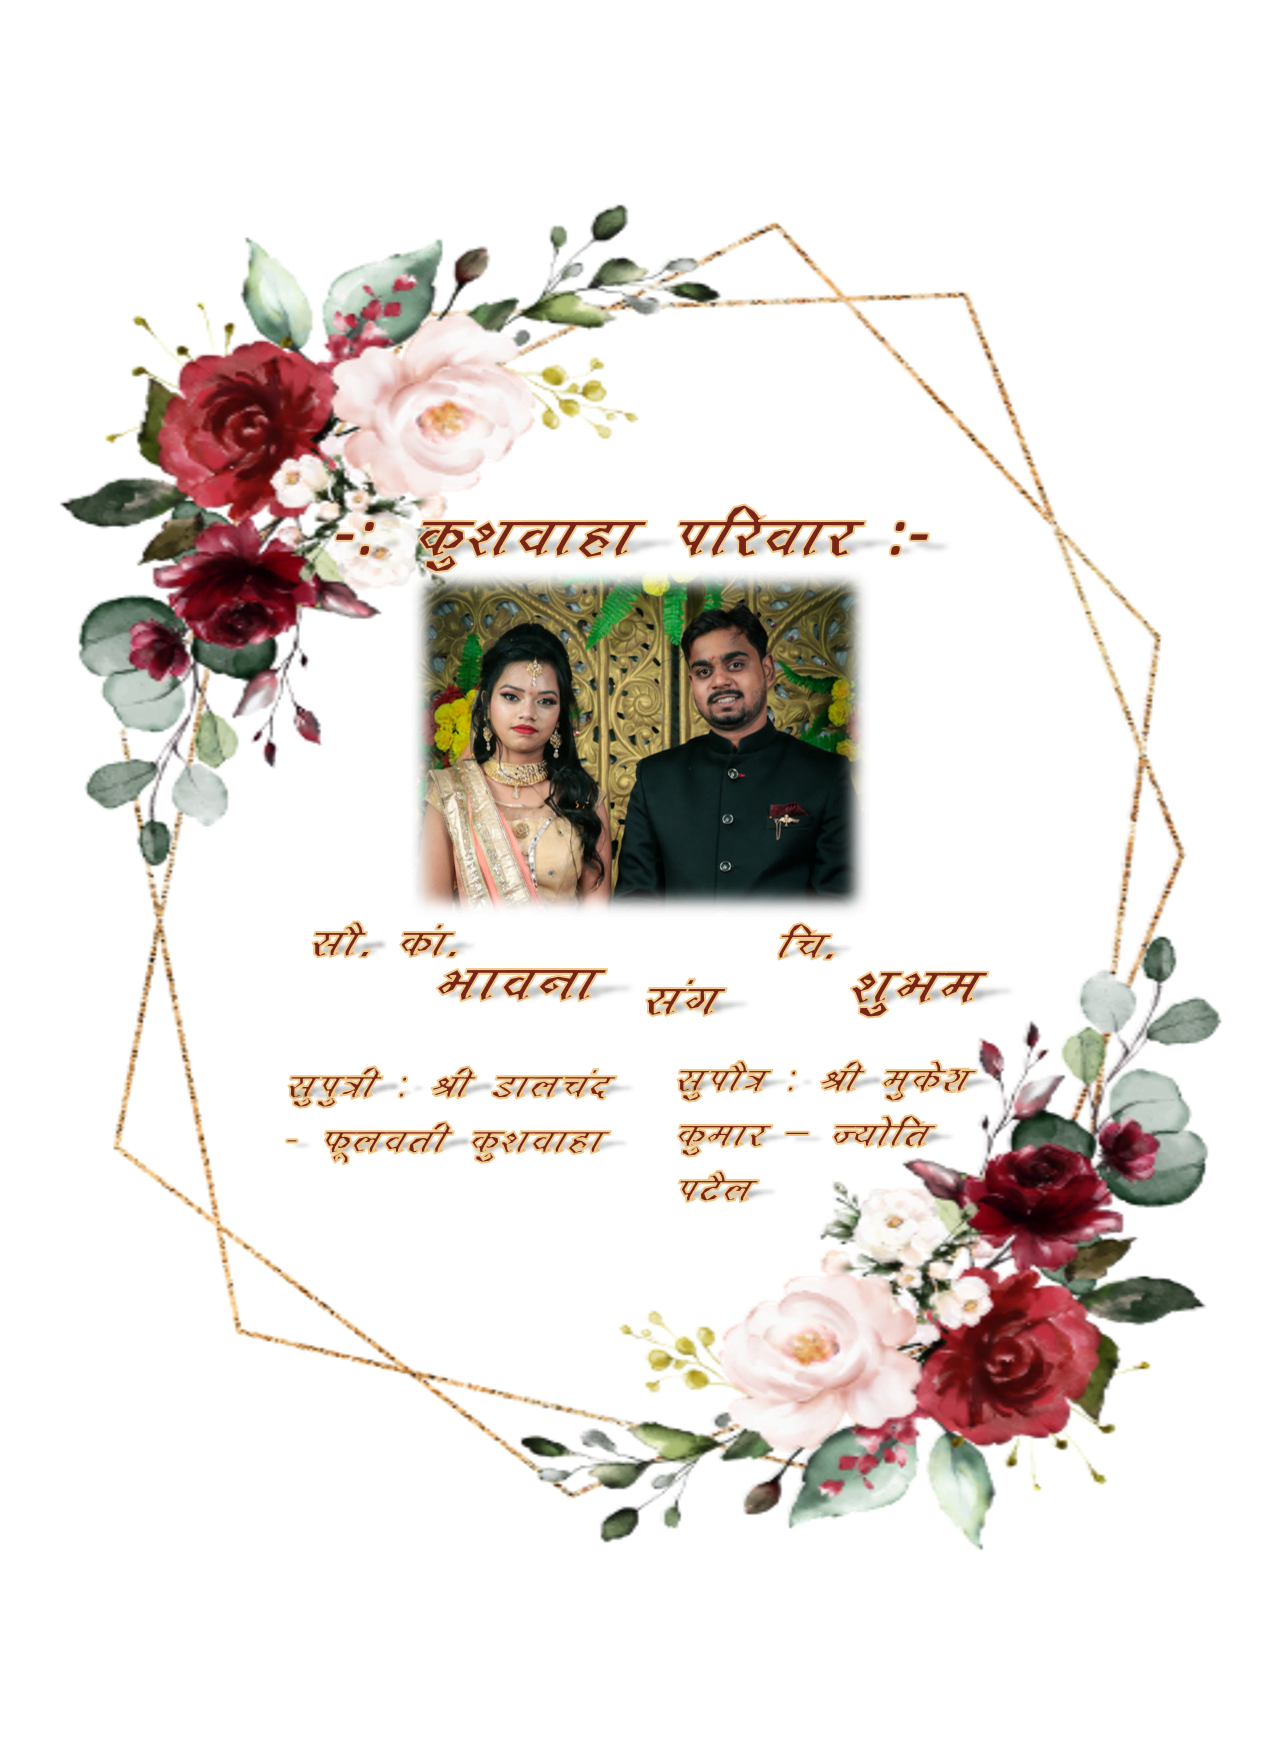 -: कुशवाहा परिवार :-
सौ. कां.
भावना
संग
चि.
शुभम
सुपुत्री : श्री डालचंद
- फूलवती कुशवाहा
सुपौत्र : श्री मुकेश
कुमार – ज्योति
पटैल